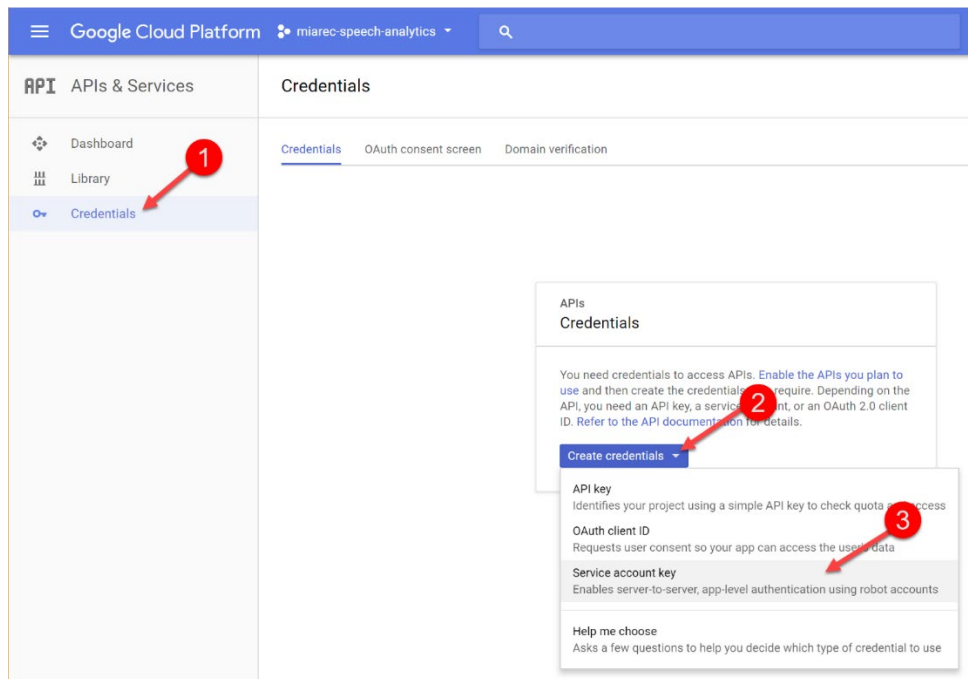 Google Cloud Platform miarec-speech-analytics
API APIs & Services
Credentials
Dashboard
Library
Credentials
1
Credentials OAuth consent screen Domain verification
APIs
Credentials
You need credentials to access APIs. Enable the APIs you plan to
use and then create the credentials require. Depending on the
API, you need an API key, a service account, or an OAuth 2.0 client
ID. Refer to the API documentation for details.
2
Create credentials
API key
Identifies your project using a simple API key to check quota and access
OAuth client ID
Requests user consent so your app can access the user's data
3
Service account key
Enables server-to-server, app-level authentication using robot accounts
Help me choose
Asks a few questions to help you decide which type of credential to use